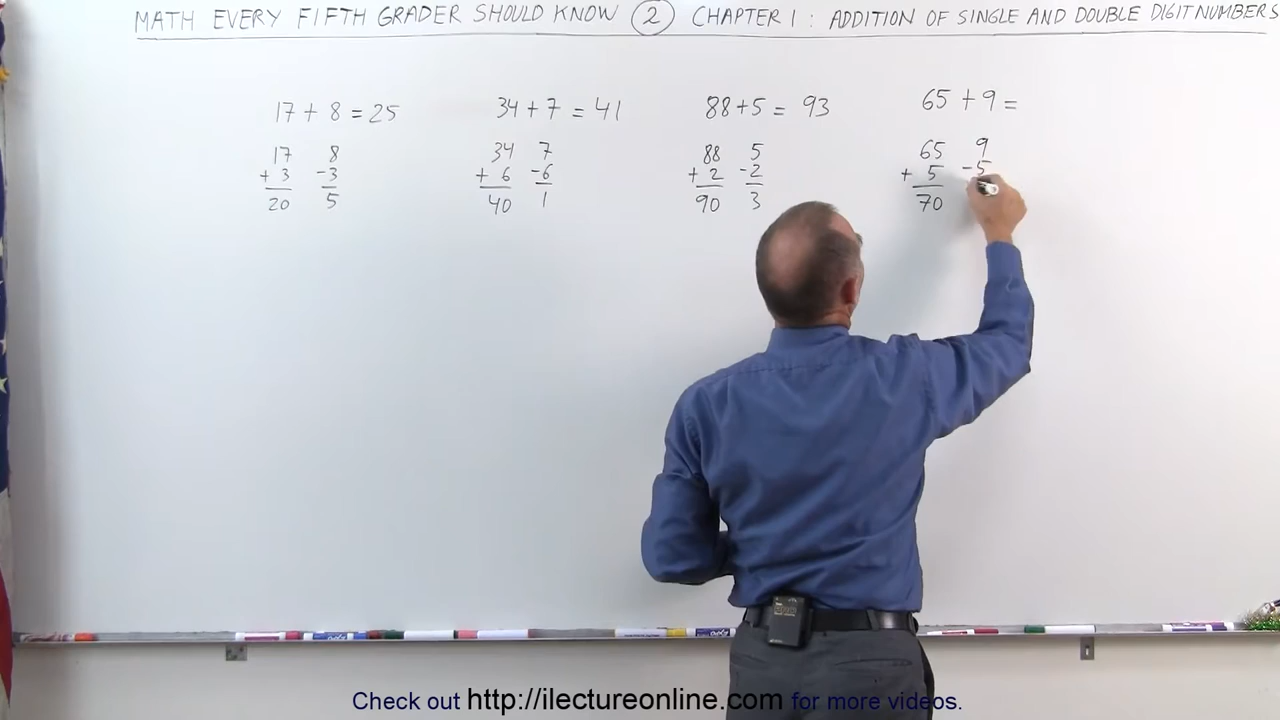 MATH EVERY FIFTH GRADER SHOULD KNOW 2 CHAPTER 1 : ADDITION OF SINGLE AND DOUBLE DIGIT NUMBERS
17 + 8 = 25
17 8
+ 3 -3
20 5
34 + 7 = 41
34 7
+ 6 -6
40 1
88 + 5 = 93
88 5
+ 2 -2
90 3
65 + 9 =
65 9
+ 5 -5
70
Check out http://ilectureonline.com for more videos.